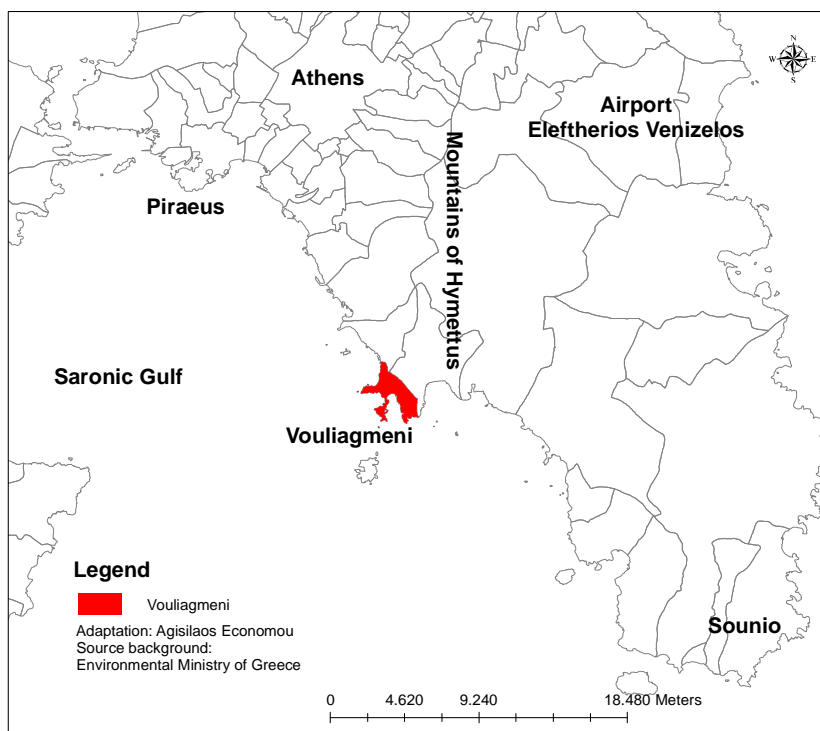 N
W E
S
Athens
Airport
Eleftherios Venizelos
Mountains of Hymettus
Piraeus
Saronic Gulf
Vouliagmeni
Legend
Vouliagmeni
Adaptation: Agisilaos Economou
Source background:
Environmental Ministry of Greece
Sounio
0 4.620 9.240 18.480 Meters